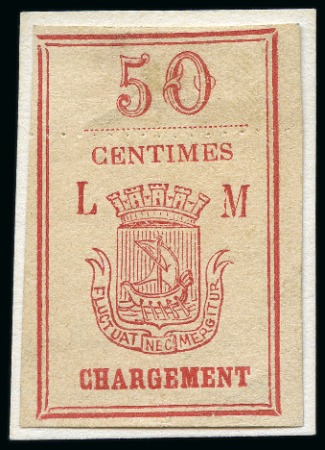 50
CENTIMES
L M
FLUCTUAT NEC MERGITUR
CHARGEMENT